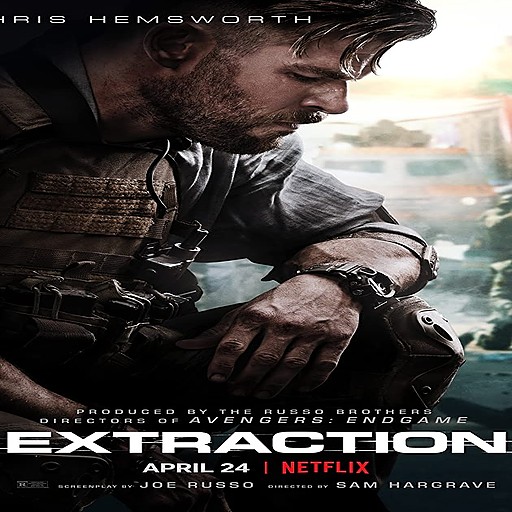 HRIS HEMSWORTH
PRODUCED BY THE RUSSO BROTHERS
DIRECTORS OF AVENGERS: ENDGAME
EXTRACTION
APRIL 24 | NETFLIX
SCREENPLAY BY JOE RUSSO DIRECTED BY SAM HARGRAVE